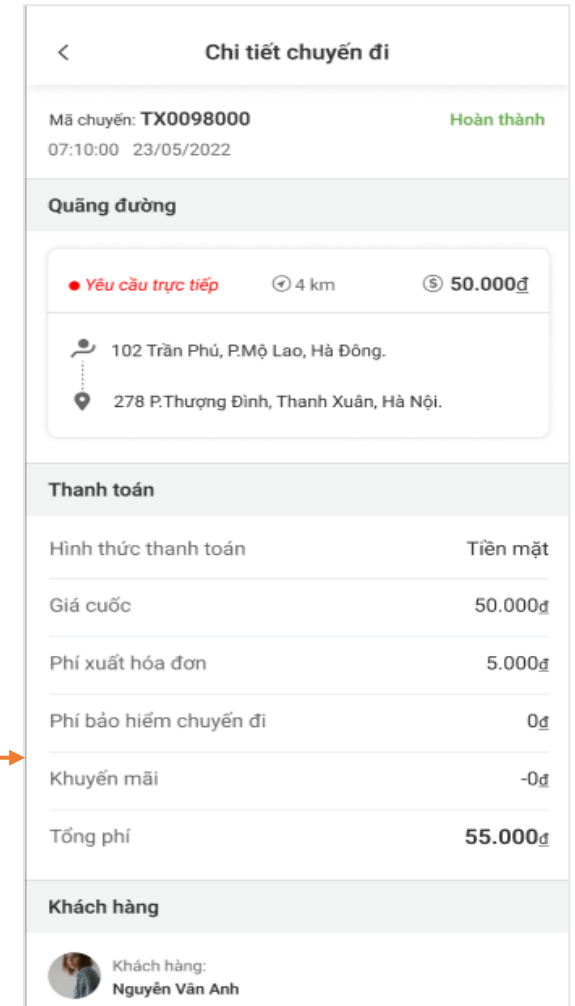 Chi tiết chuyến đi
Mã chuyến: TX0098000 Hoàn thành
07:10:00 23/05/2022
Quãng đường
Yêu cầu trực tiếp 4 km 50.000đ
102 Trần Phú, P.Mộ Lao, Hà Đông.
278 P.Thượng Đình, Thanh Xuân, Hà Nội.
Thanh toán
Hình thức thanh toán Tiền mặt
Giá cuốc 50.000đ
Phí xuất hóa đơn 5.000đ
Phí bảo hiểm chuyến đi 0đ
Khuyến mãi -0đ
Tổng phí 55.000đ
Khách hàng
Khách hàng:
Nguyễn Vân Anh